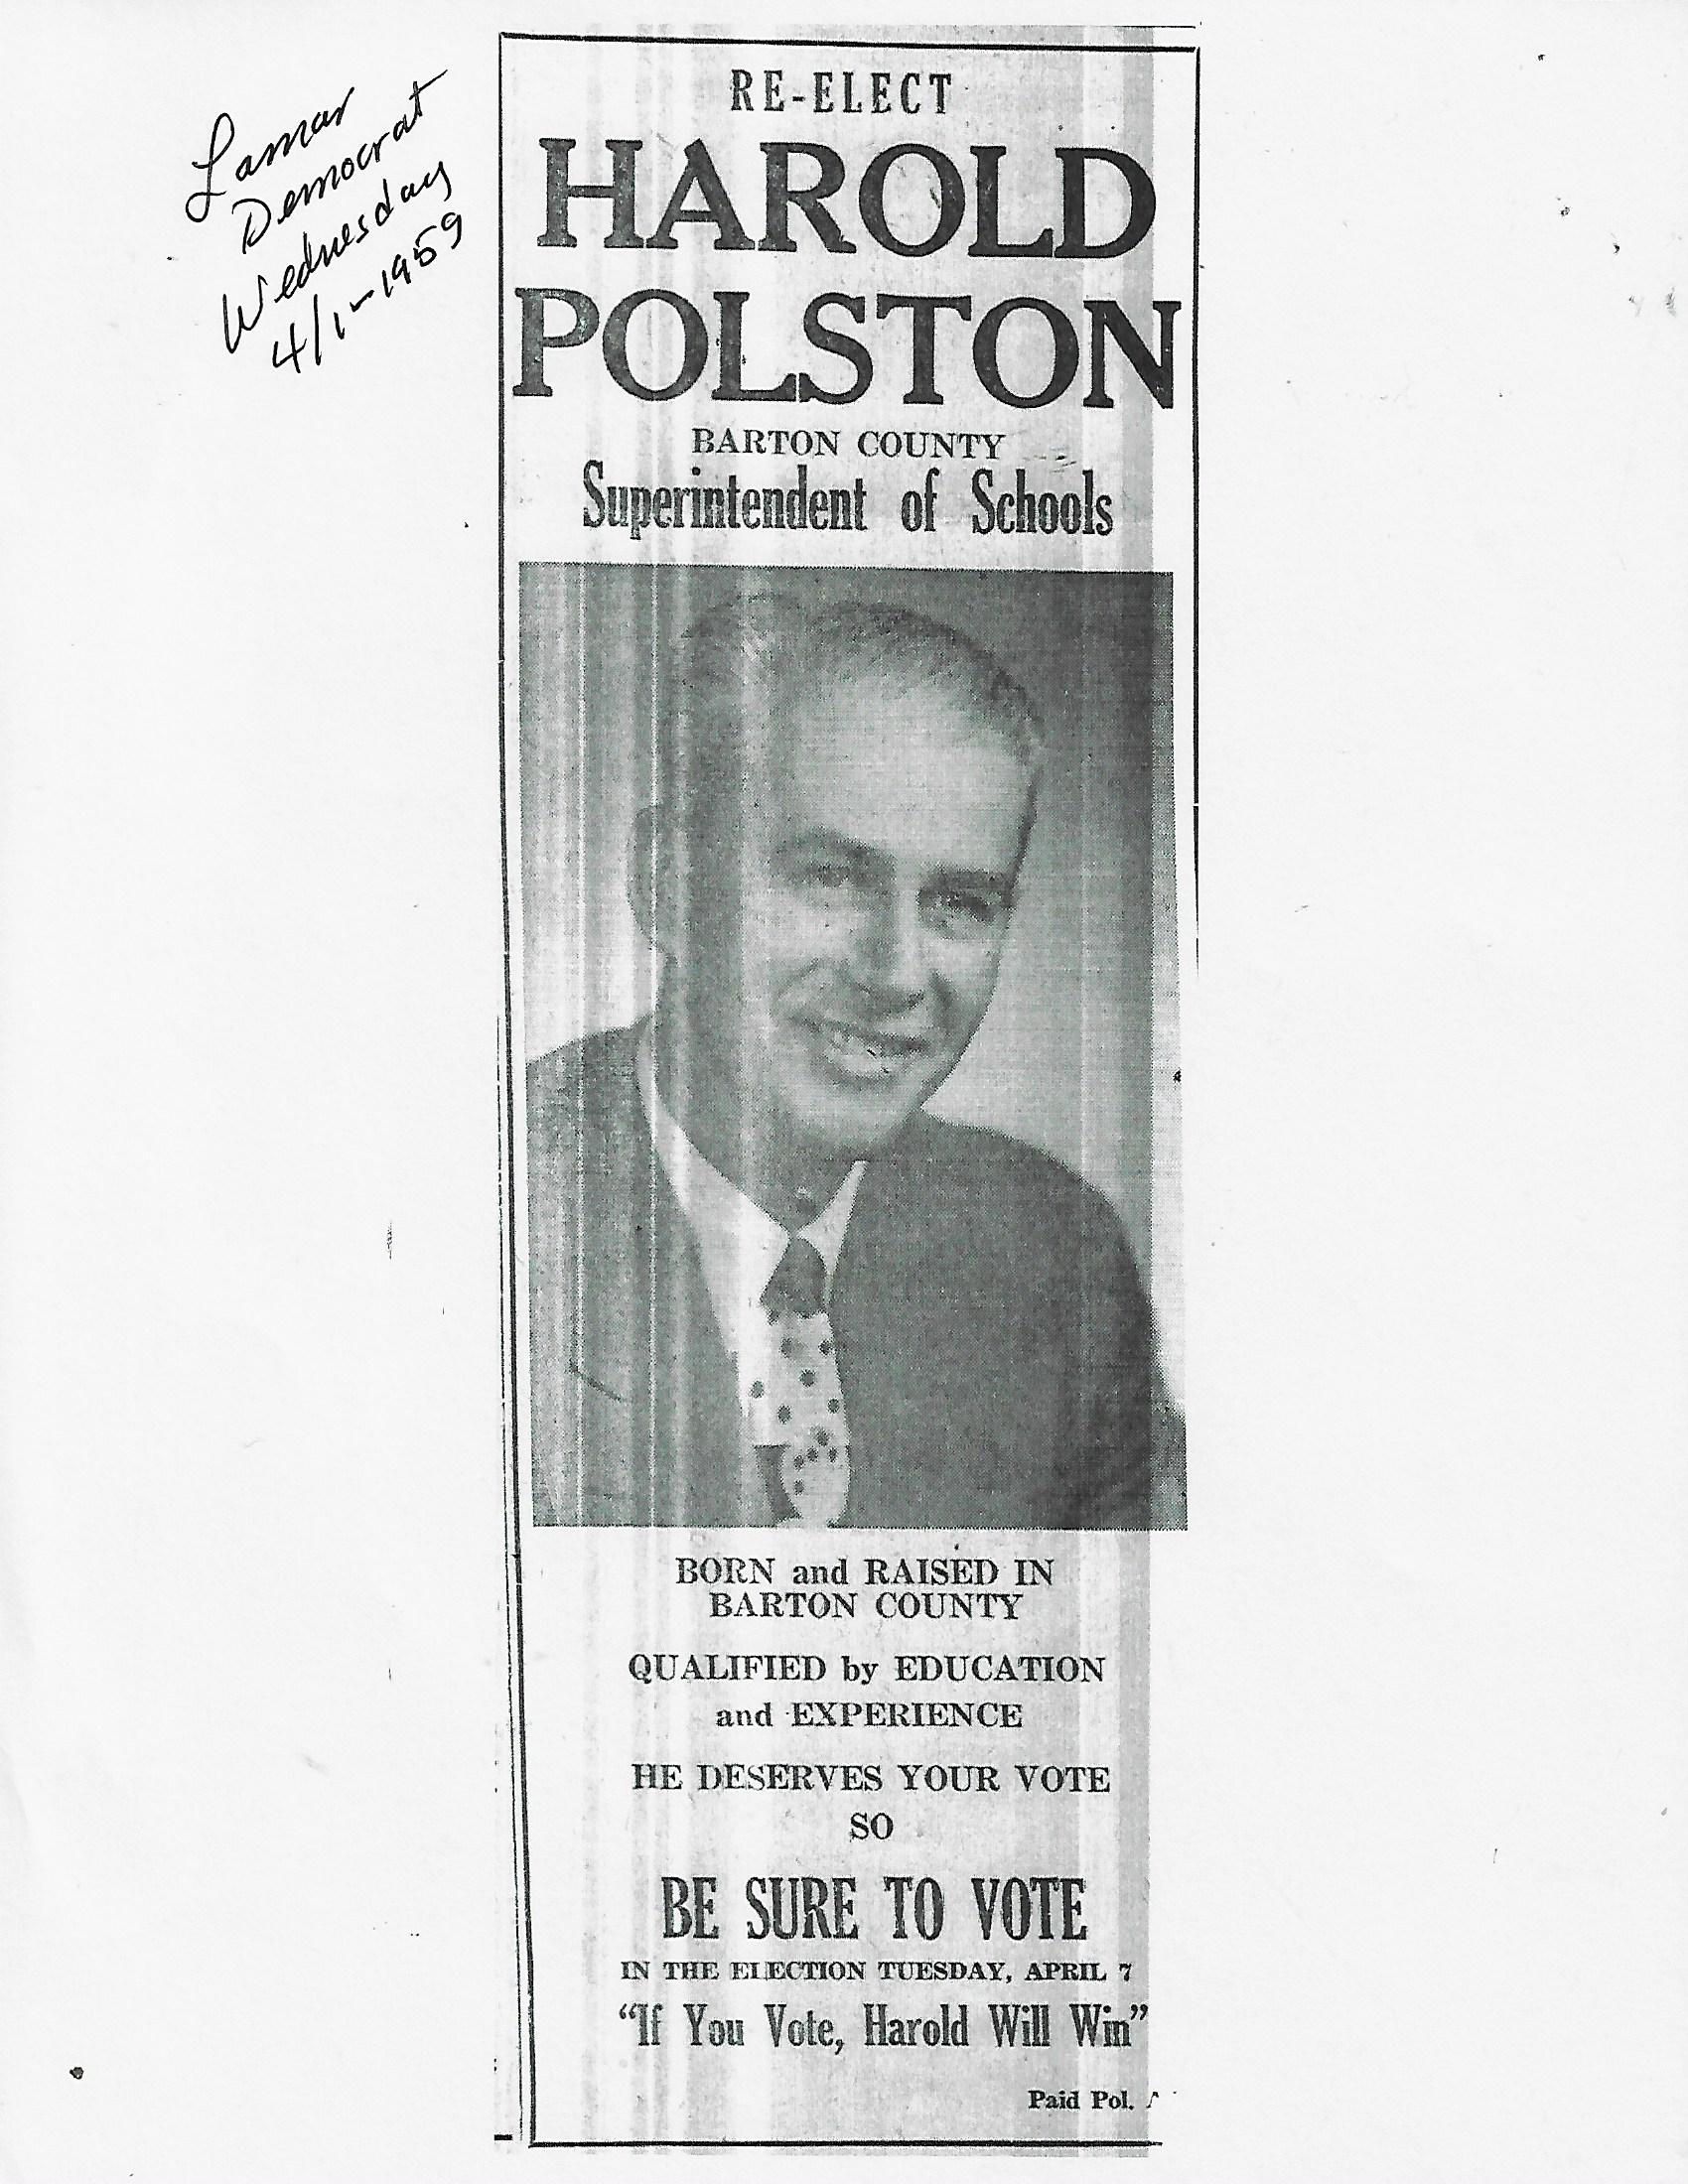 Lamar
Democrat
Wednesday
4/1-1959
RE-ELECT
HAROLD
POLSTON
BARTON COUNTY
Superintendent of Schools
BORN and RAISED IN
BARTON COUNTY
QUALIFIED by EDUCATION
and EXPERIENCE
HE DESERVES YOUR VOTE
SO
BE SURE TO VOTE
IN THE ELECTION TUESDAY, APRIL 7
“If You Vote, Harold Will Win”
Paid Pol.